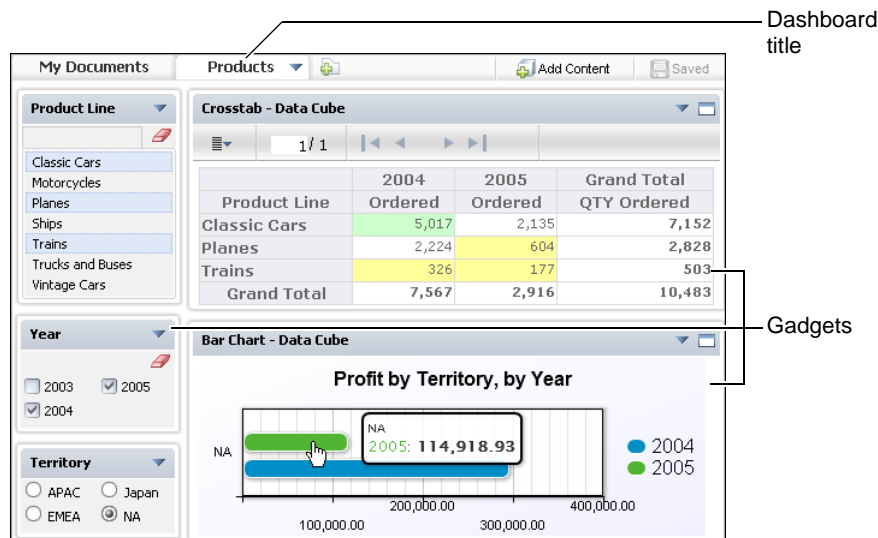 Dashboard
title
My Documents
Products
Add Content
Saved
Product Line
Classic Cars
Motorcycles
Planes
Ships
Trains
Trucks and Buses
Vintage Cars
Crosstab - Data Cube
1/ 1
2004 2005 Grand Total
Product Line Ordered Ordered QTY Ordered
Classic Cars 5,017 2,135 7,152
Planes 2,224 604 2,828
Trains 326 177 503
Grand Total 7,567 2,916 10,483
Gadgets
Year
2003 2005
2004
Bar Chart - Data Cube
Profit by Territory, by Year
NA
NA
2005: 114,918.93
2004
2005
200,000.00 400,000.00
100,000.00 300,000.00
Territory
APAC Japan
EMEA NA